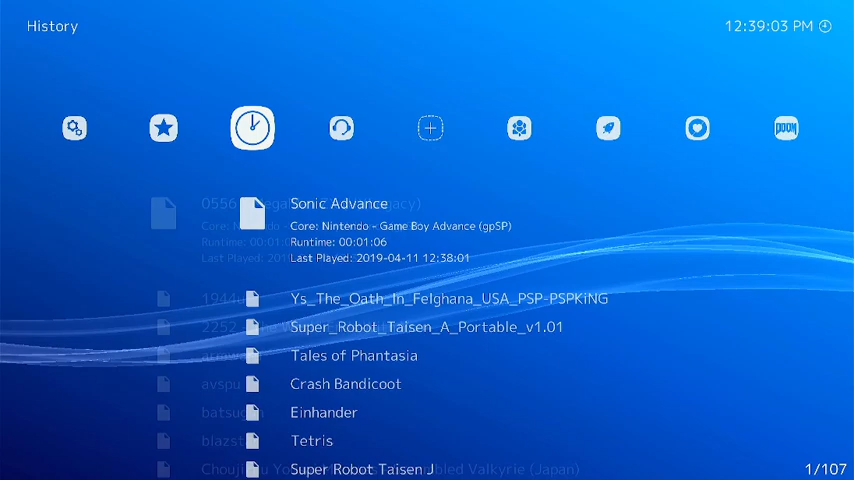 History
12:39:03 PM
DOOM
Sonic Advance
Core: Nintendo - Game Boy Advance (gpSP)
Runtime: 00:01:06
Last Played: 2019-04-11 12:38:01
Ys_The_Oath_In_Felghana_USA_PSP-PSPKiNG
Super_Robot_Taisen_A_Portable_v1.01
Tales of Phantasia
Crash Bandicoot
Einhander
Tetris
Super Robot Taisen J
1/107